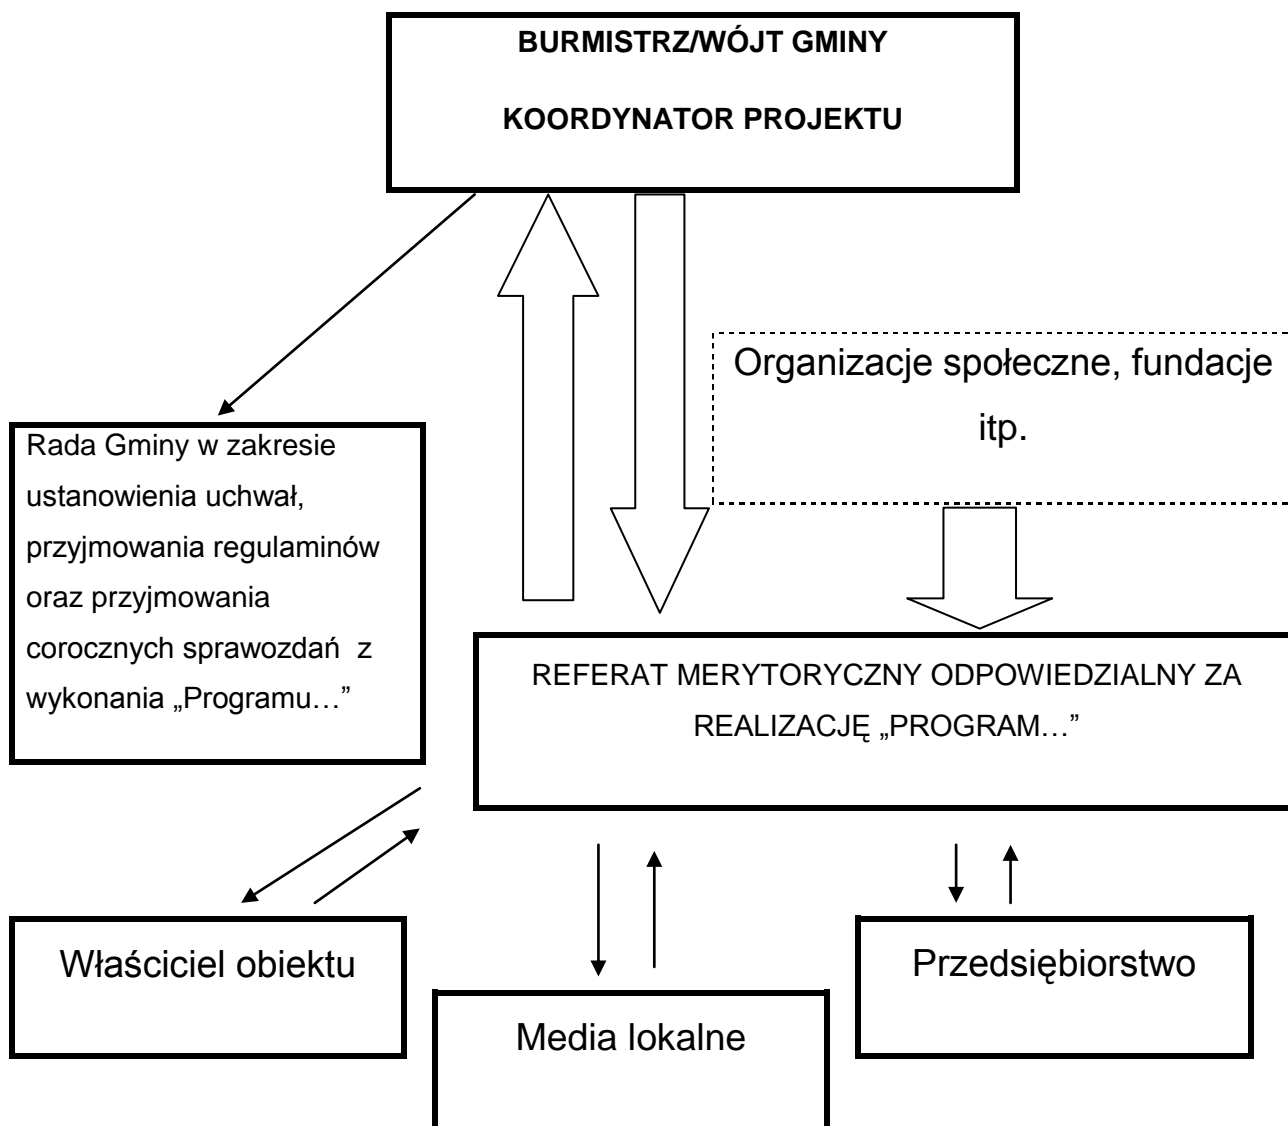 BURMISTRZ/WÓJT GMINY
KOORDYNATOR PROJEKTU
Organizacje społeczne, fundacje
itp.
Rada Gminy w zakresie
ustanowienia uchwał,
przyjmowania regulaminów
oraz przyjmowania
corocznych sprawozdań  z
wykonania „Programu…”
REFERAT MERYTORYCZNY ODPOWIEDZIALNY ZA
REALIZACJĘ „PROGRAM…”
Właściciel obiektu
Media lokalne
Przedsiębiorstwo